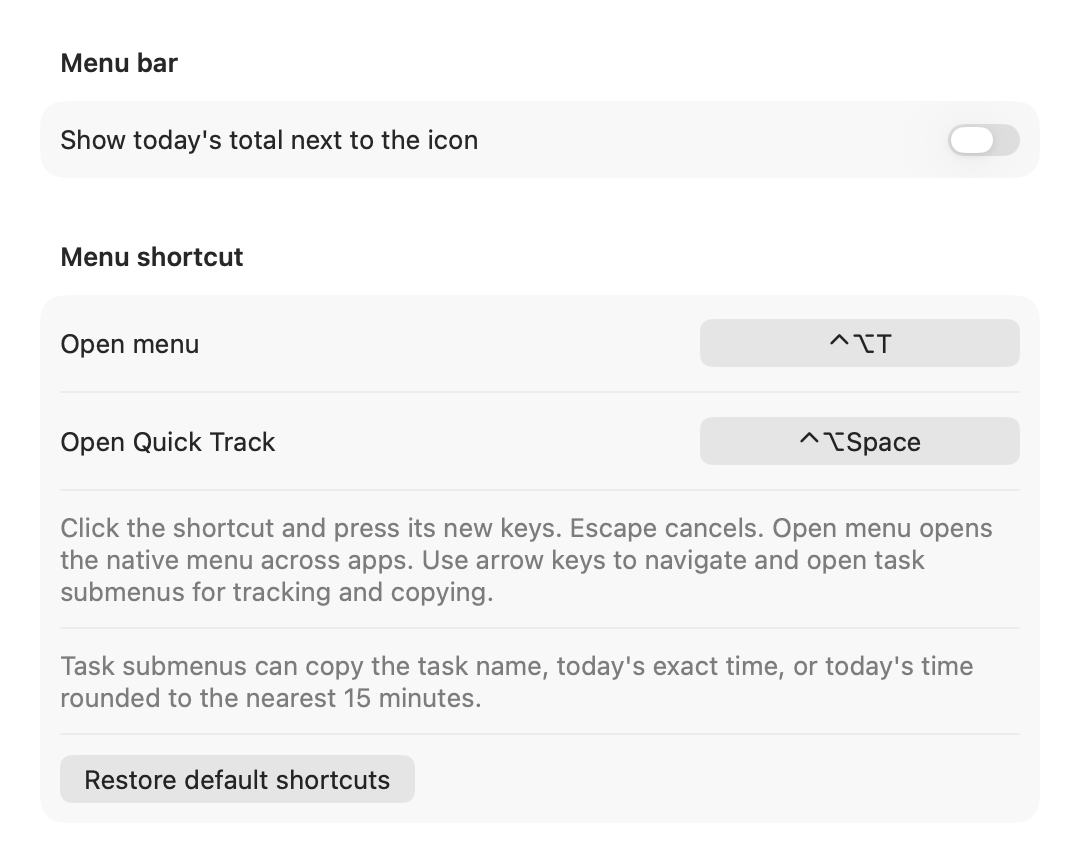 Menu bar
Show today's total next to the icon
Menu shortcut
Open menu
⌃⌥T
Open Quick Track
⌃⌥Space
Click the shortcut and press its new keys. Escape cancels. Open menu opens
the native menu across apps. Use arrow keys to navigate and open task
submenus for tracking and copying.
Task submenus can copy the task name, today's exact time, or today's time
rounded to the nearest 15 minutes.
Restore default shortcuts